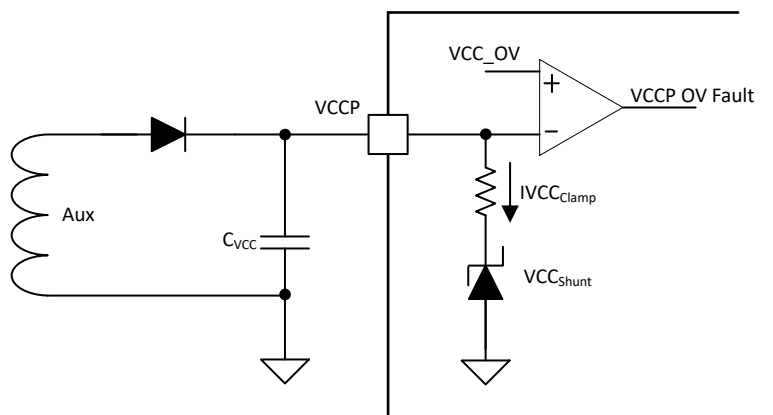 VCC_OV
VCCP
+
VCCP OV Fault
−
Aux
IVCCClamp
CVCC
VCCShunt